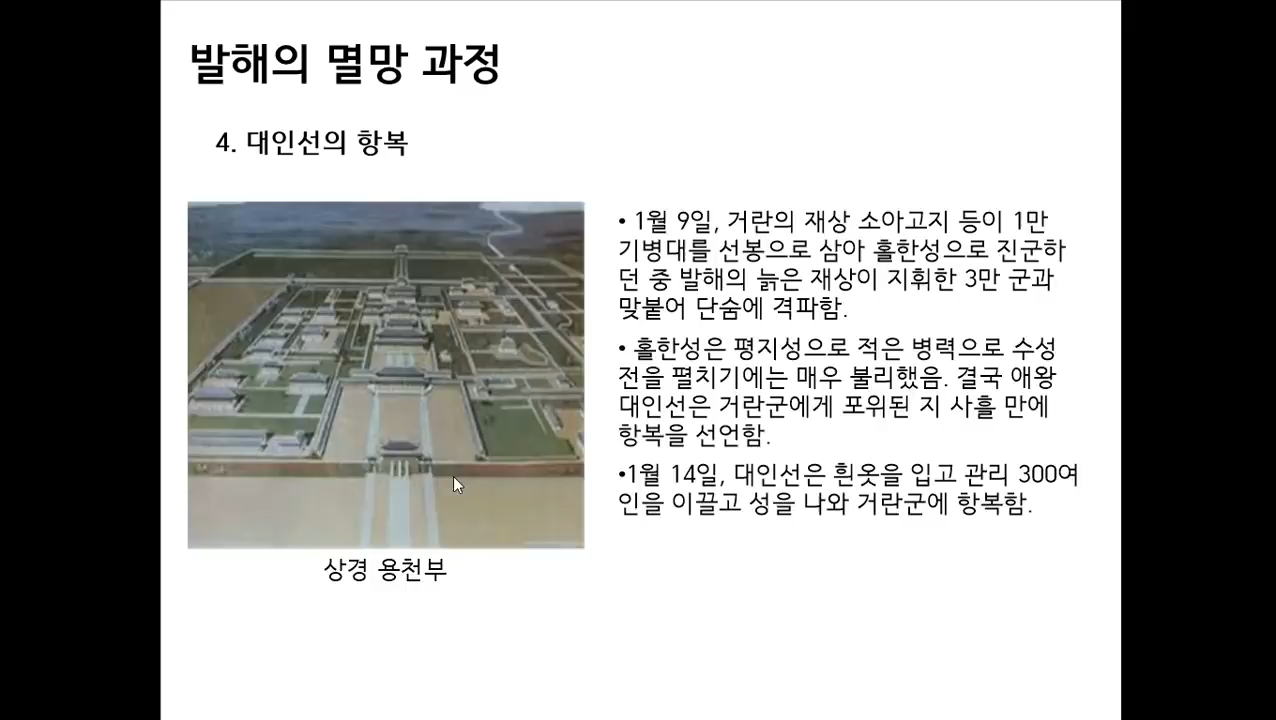 발해의 멸망 과정
4. 대인선의 항복
• 1월 9일, 거란의 재상 소아고지 등이 1만
기병대를 선봉으로 삼아 홀한성으로 진군하
던 중 발해의 늙은 재상이 지휘한 3만 군과
맞붙어 단숨에 격파함.
• 홀한성은 평지성으로 적은 병력으로 수성
전을 펼치기에는 매우 불리했음. 결국 애왕
대인선은 거란군에게 포위된 지 사흘 만에
항복을 선언함.
•1월 14일, 대인선은 흰옷을 입고 관리 300여
인을 이끌고 성을 나와 거란군에 항복함.
상경 용천부